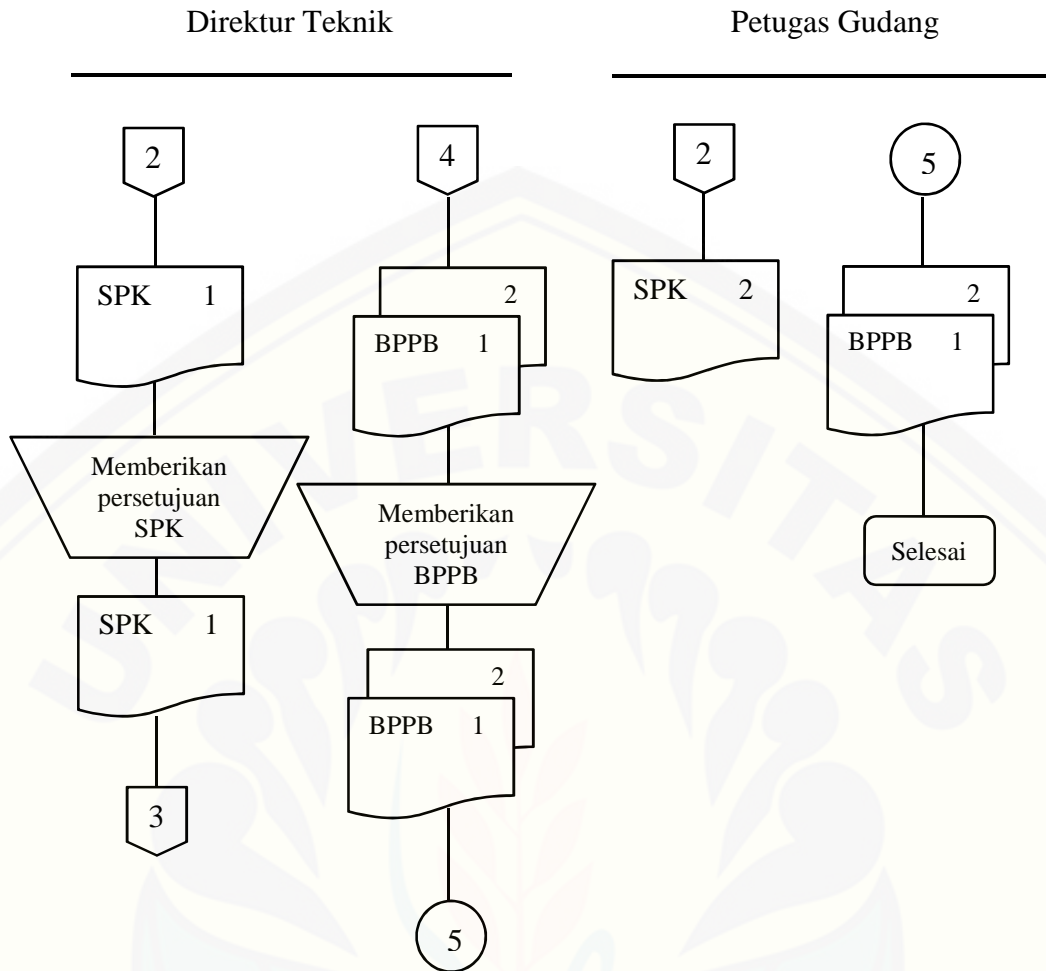 Direktur Teknik
Petugas Gudang
2
SPK 1
Memberikan
persetujuan
SPK
SPK 1
3
4
2
BPPB 1
Memberikan
persetujuan
BPPB
2
BPPB 1
5
2
SPK 2
5
2
BPPB 1
Selesai
UNIVERSITAS